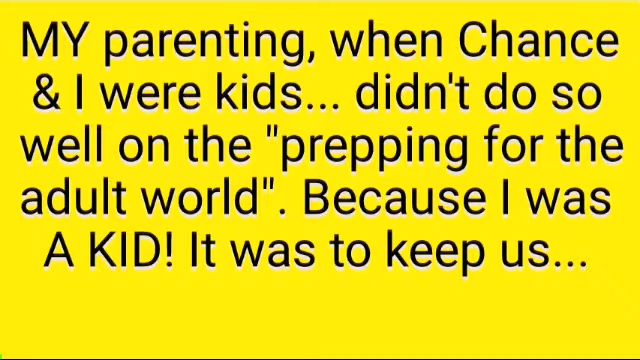 MY parenting, when Chance
& I were kids... didn't do so
well on the "prepping for the
adult world". Because I was
A KID! It was to keep us...